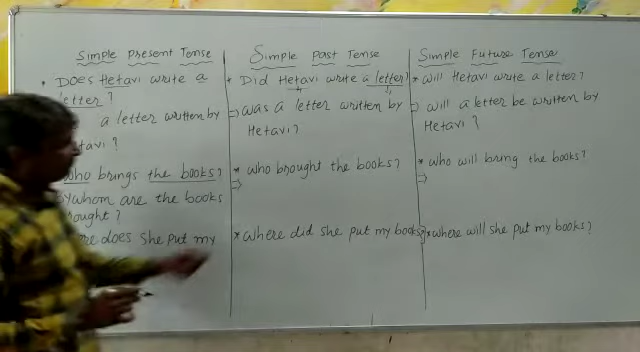 Simple Present Tense
• Does Hetavi write a
letter?
a letter written by
tavi?
Who brings the books?
By whom are the books
ought?
re does she put my
Simple Past Tense
* Did Hetavi write a letter?
⇒ was a letter written by
Hetavi?
* who brought the books?
⇒
* where did she put my books?
Simple Future Tense
* will Hetavi write a letter?
⇒ will a letter be written by
Hetavi?
* who will bring the books?
⇒
* where will she put my books?